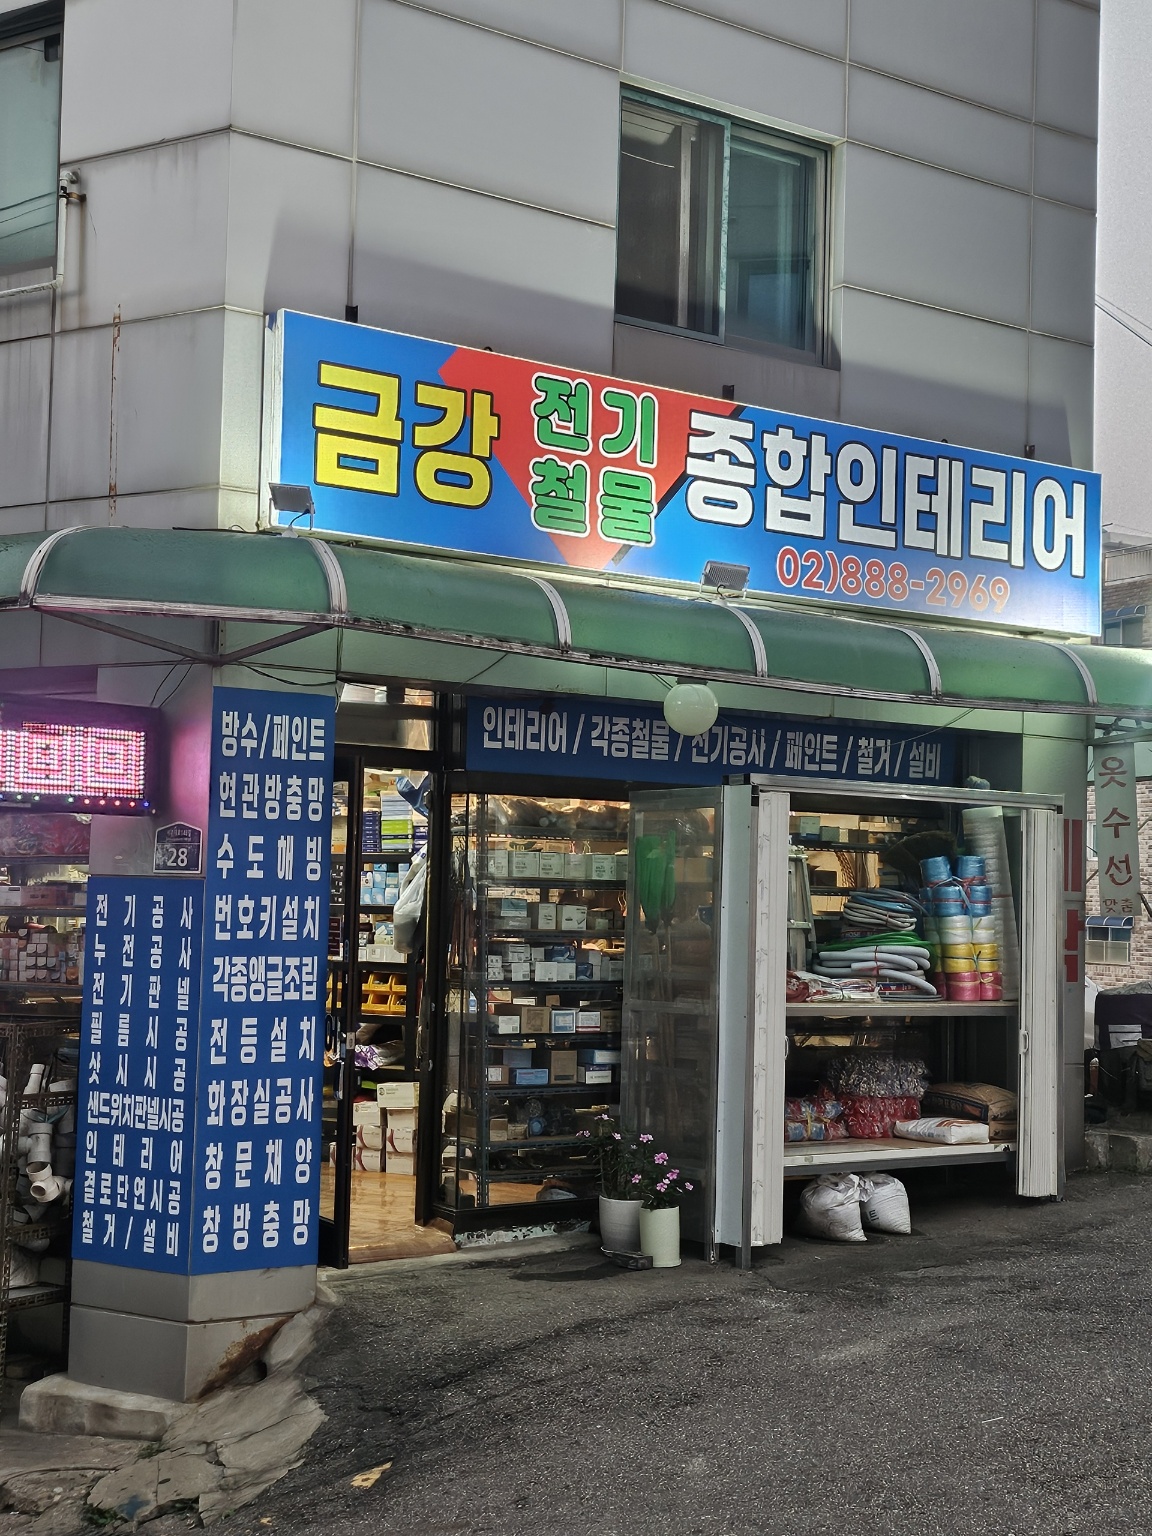 금강 전기 철물 종합인테리어
02)888-2969
인테리어 / 각종철물 / 전기공사 / 페인트 / 철거 / 설비
방수/페인트
현관방충망
수도해빙
번호키설치
각종앵글조립
전등설치
화장실공사
창문채양
창방충망
28
전기공사
누전공사
전기판넬
필름시공
샷시시공
샌드위치판넬시공
인테리어
결로단연시공
철거/설비
옷수선